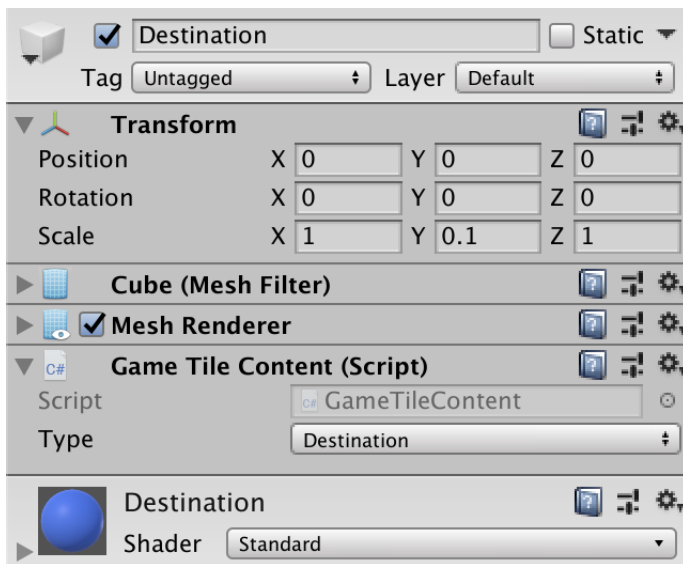 Destination Static
Tag Untagged Layer Default
Transform
Position X 0 Y 0 Z 0
Rotation X 0 Y 0 Z 0
Scale X 1 Y 0.1 Z 1
Cube (Mesh Filter)
Mesh Renderer
C# Game Tile Content (Script)
Script C# GameTileContent
Type Destination
Destination
Shader Standard